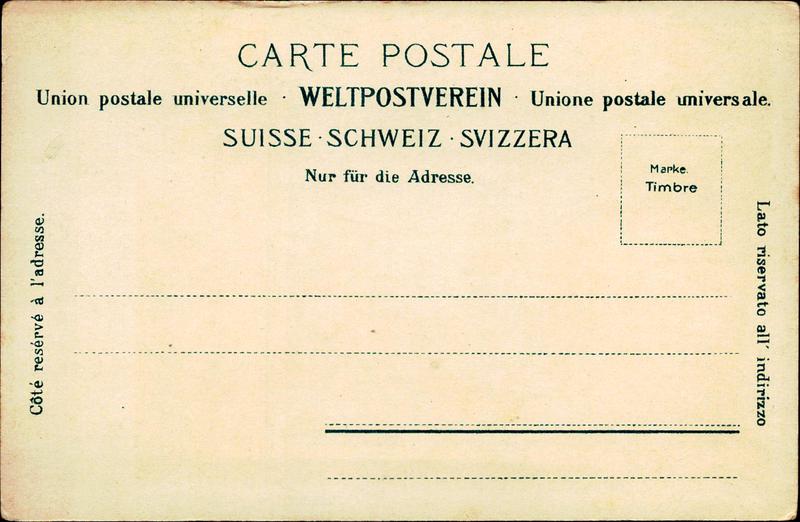 CARTE POSTALE
Union postale universelle · WELTPOSTVEREIN · Unione postale universale.
SUISSE · SCHWEIZ · SVIZZERA
Nur für die Adresse.
Marke.
Timbre
Côté resérvé à l'adresse.
Lato riservato all' indirizzo